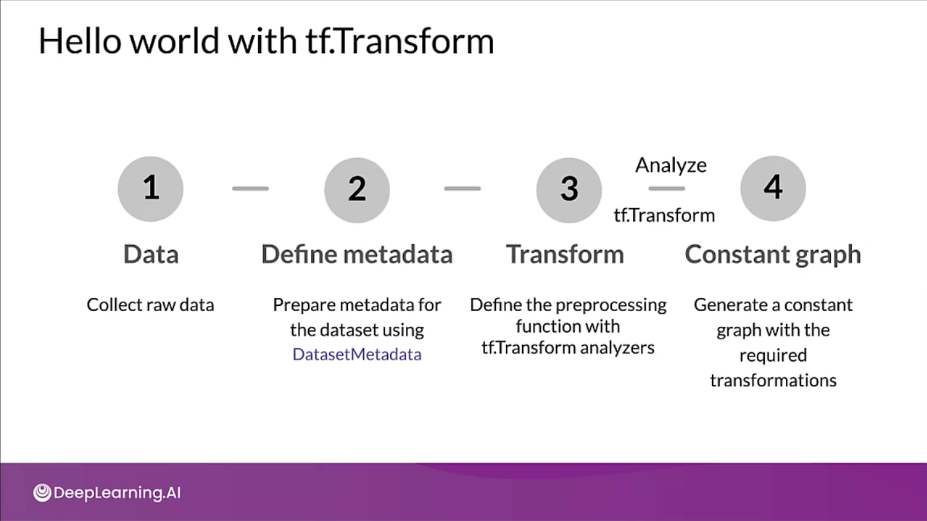 Hello world with tf.Transform
1
2
3
Analyze
tf.Transform
4
Data
Define metadata
Transform
Constant graph
Collect raw data
Prepare metadata for
the dataset using
DatasetMetadata
Define the preprocessing
function with
tf.Transform analyzers
Generate a constant
graph with the
required
transformations
DeepLearning.AI